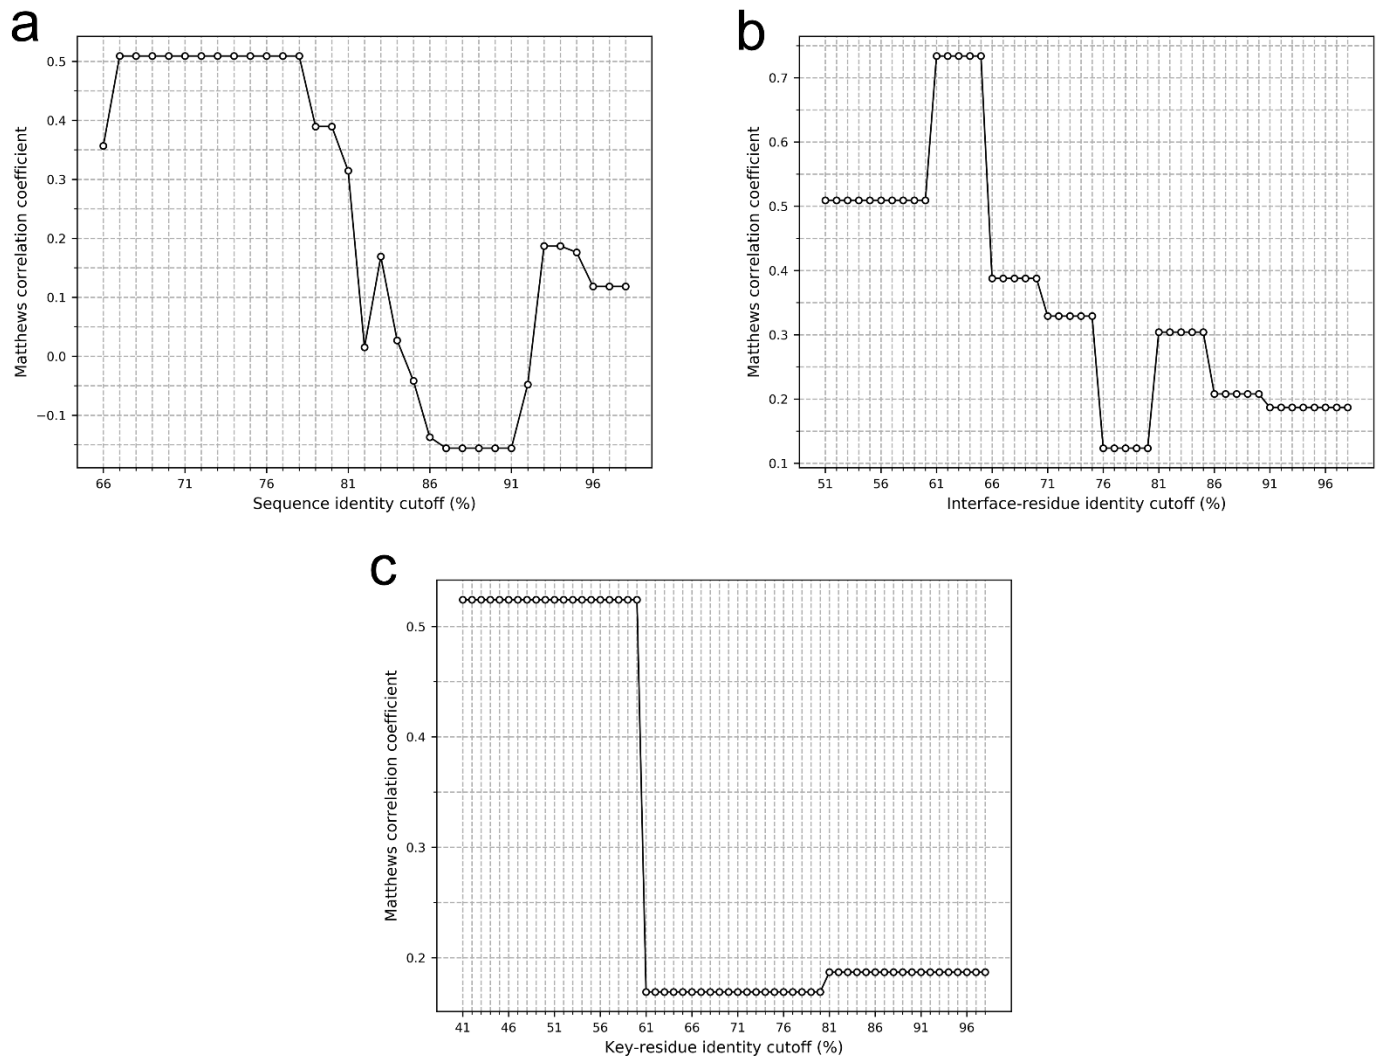 a
0.5
0.4
0.3
0.2
0.1
0.0
−0.1
Matthews correlation coefficient
66 71 76 81 86 91 96
Sequence identity cutoff (%)
b
0.7
0.6
0.5
0.4
0.3
0.2
0.1
Matthews correlation coefficient
51 56 61 66 71 76 81 86 91 96
Interface-residue identity cutoff (%)
c
0.5
0.4
0.3
0.2
Matthews correlation coefficient
41 46 51 56 61 66 71 76 81 86 91 96
Key-residue identity cutoff (%)